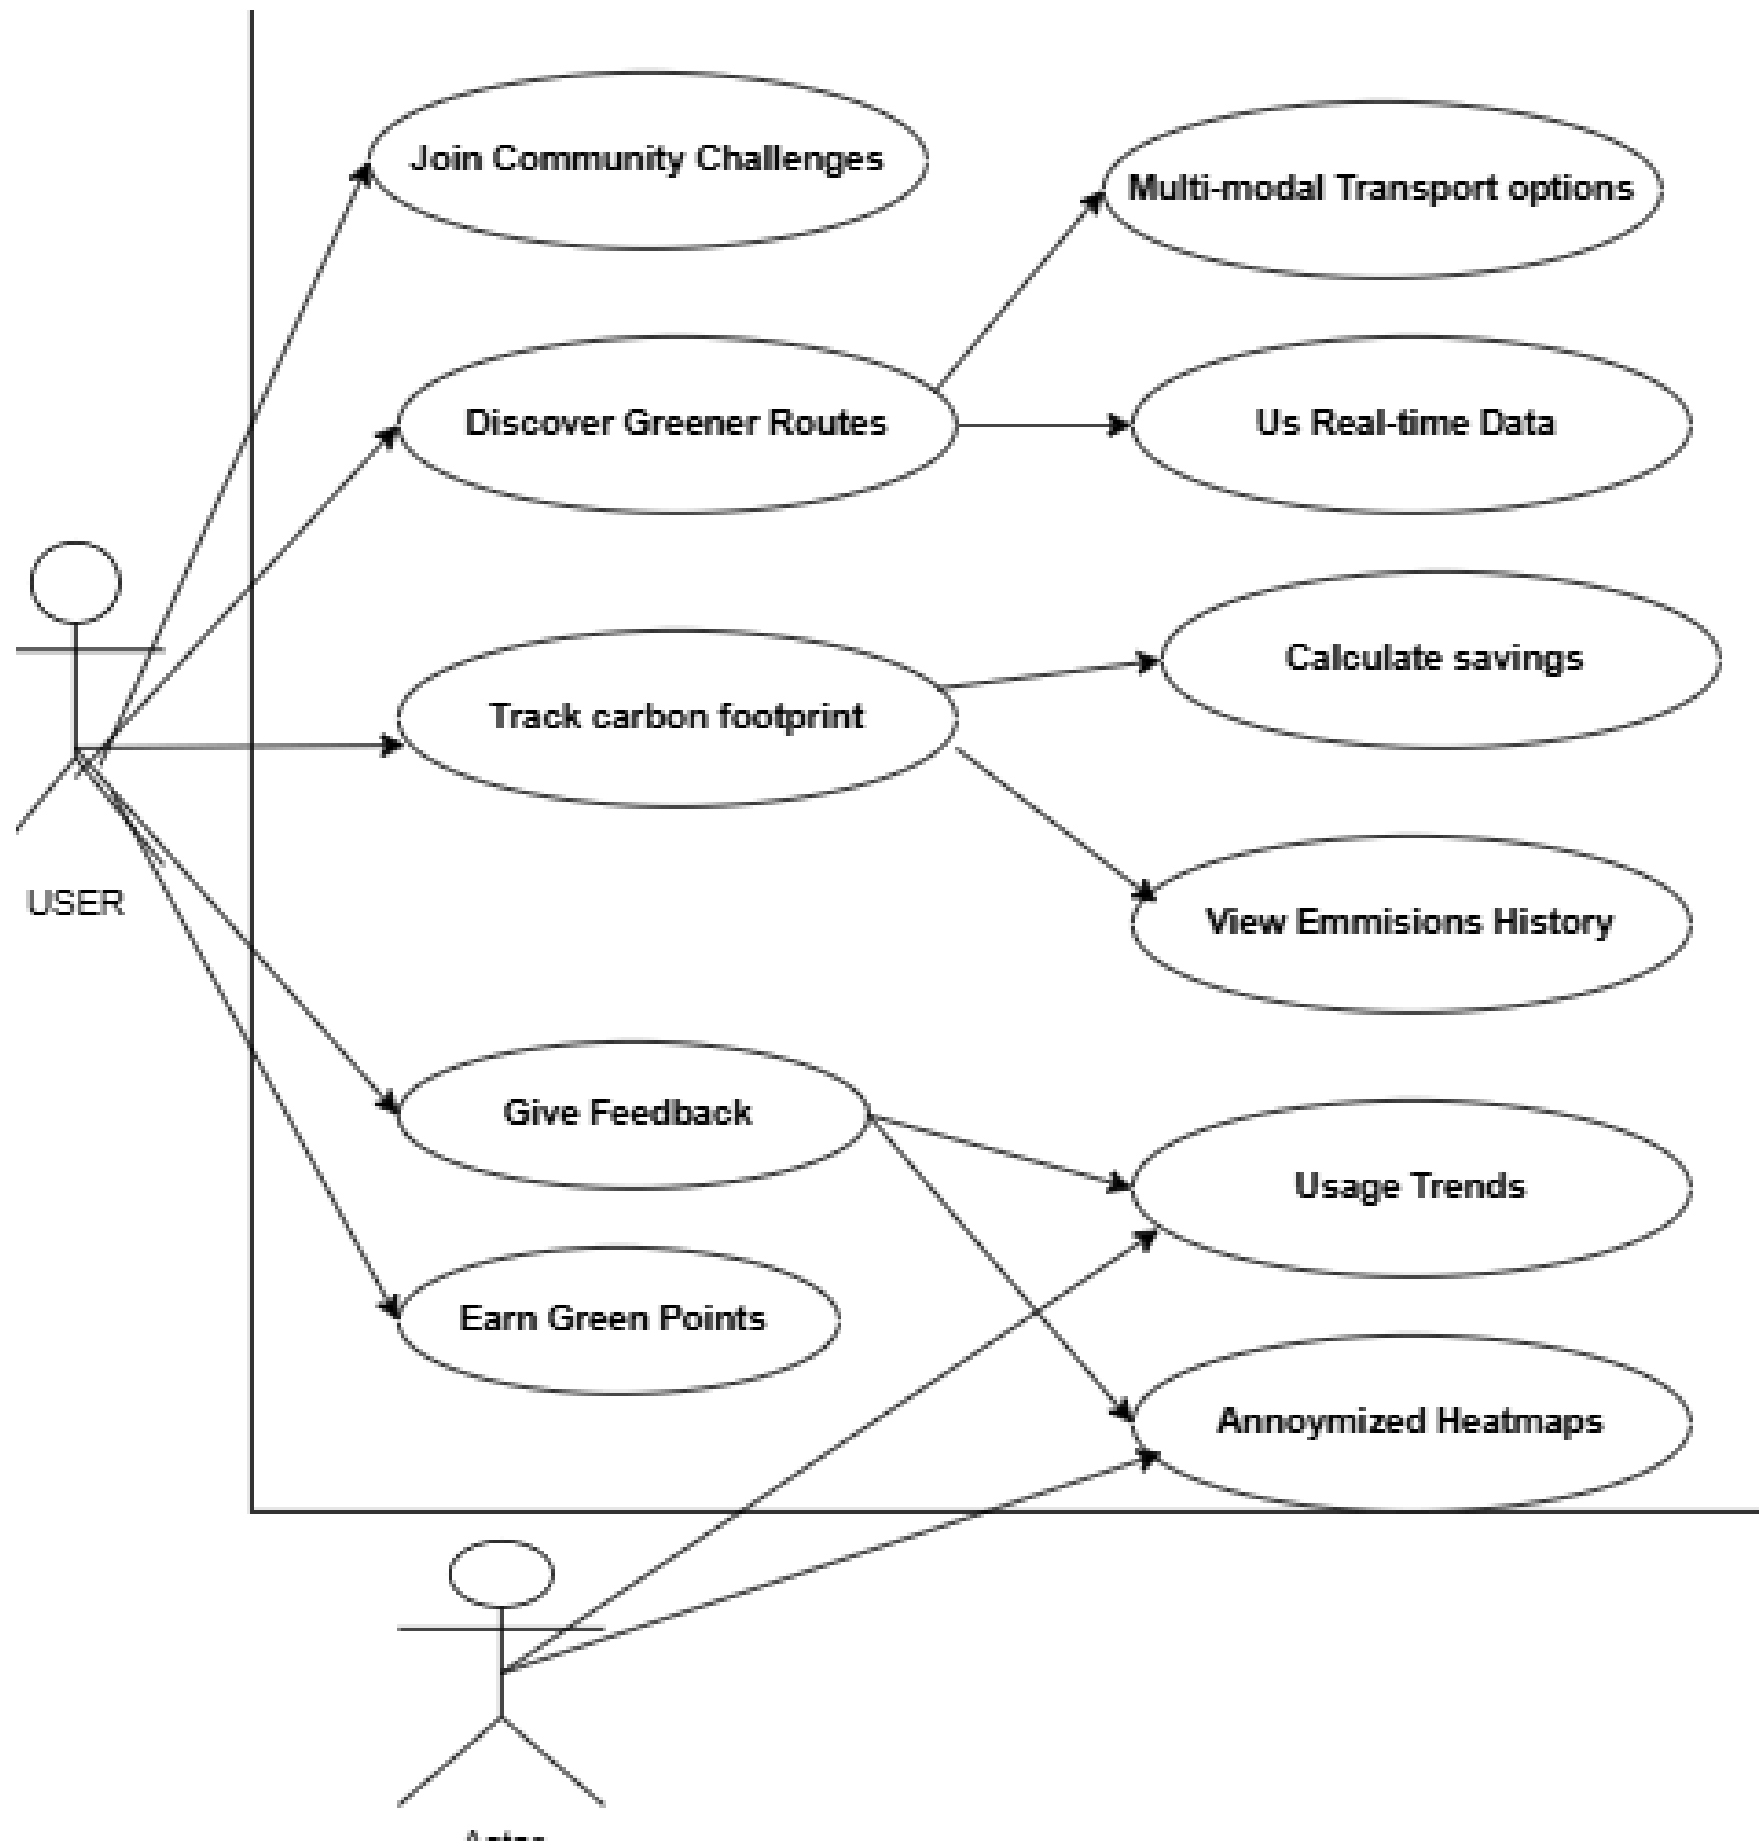 Join Community Challenges
Multi-modal Transport options
Discover Greener Routes
Us Real-time Data
Calculate savings
Track carbon footprint
USER
View Emmisions History
Give Feedback
Usage Trends
Earn Green Points
Annoymized Heatmaps